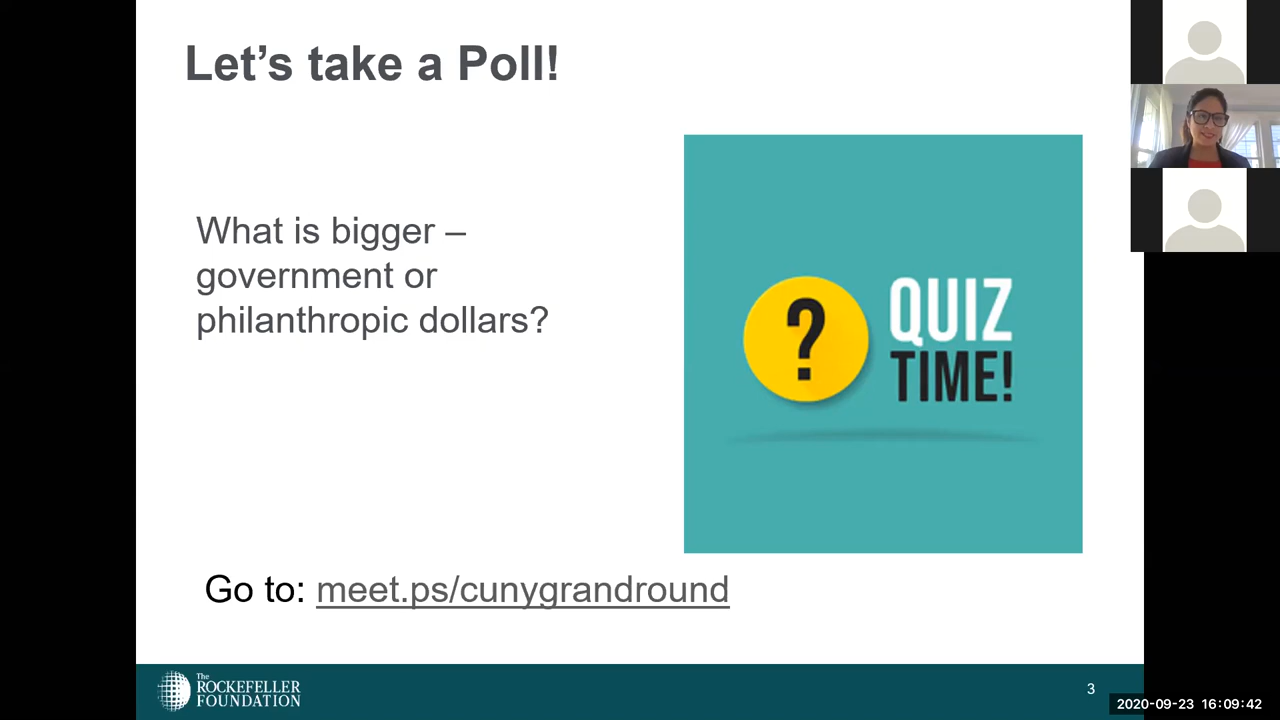 Let’s take a Poll!
What is bigger –
government or
philanthropic dollars?
?
QUIZ
TIME!
Go to: meet.ps/cunygrandround
The
ROCKEFELLER
FOUNDATION
3
2020-09-23 16:09:42